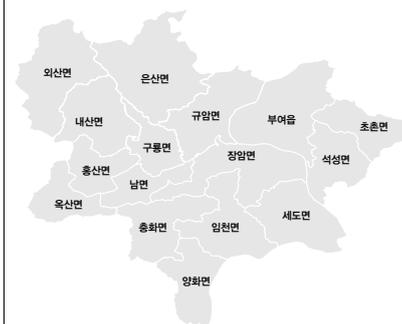 외산면
은산면
내산면
규암면
부여읍
초촌면
구룡면
장암면
석성면
홍산면
남면
옥산면
충화면
임천면
세도면
양화면